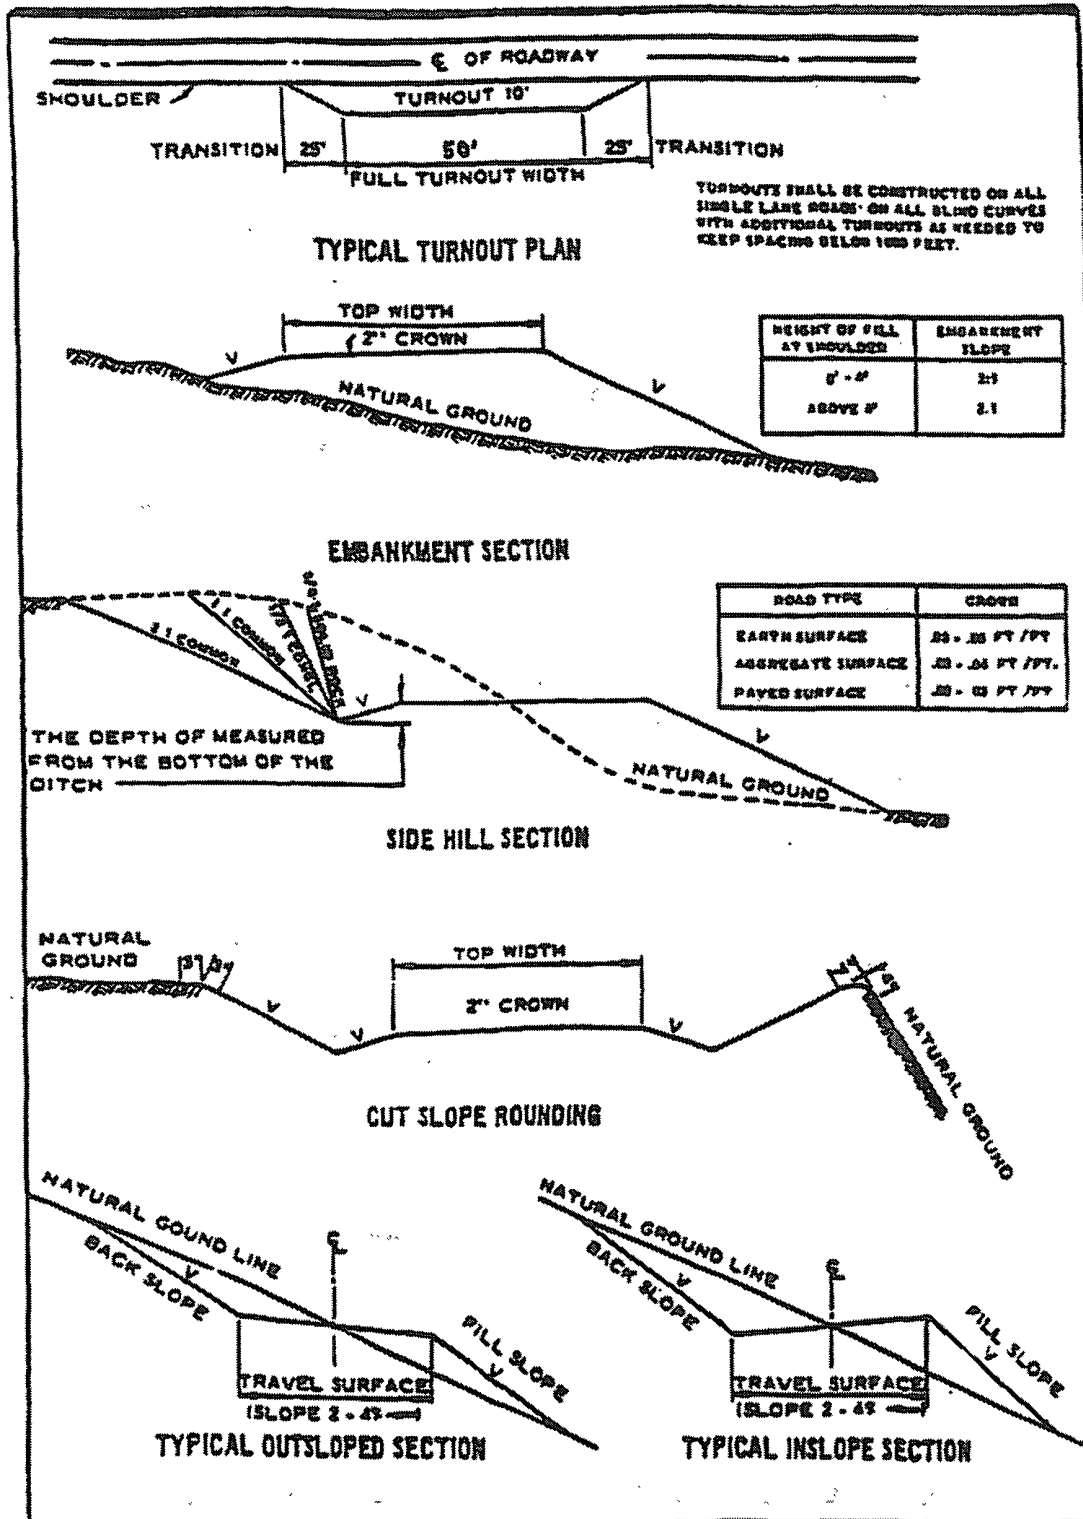 ℄ OF ROADWAY
SHOULDER
TURNOUT 10'
TRANSITION 25' 50' 25' TRANSITION
FULL TURNOUT WIDTH
TURNOUTS SHALL BE CONSTRUCTED ON ALL
SINGLE LANE ROADS ON ALL BLIND CURVES
WITH ADDITIONAL TURNOUTS AS NEEDED TO
KEEP SPACING BELOW 1000 FEET.
TYPICAL TURNOUT PLAN
TOP WIDTH
2" CROWN
NATURAL GROUND
HEIGHT OF FILL AT SHOULDER
EMBANKMENT SLOPE
0' - 4'
ABOVE 4'
EMBANKMENT SECTION
2:1 COMMON
1:1 COMMON
ROAD TYPE CROWN
EARTH SURFACE
AGGREGATE SURFACE
PAVED SURFACE
THE DEPTH OF MEASURED
FROM THE BOTTOM OF THE
DITCH
NATURAL GROUND
SIDE HILL SECTION
NATURAL
GROUND
TOP WIDTH
2" CROWN
NATURAL GROUND
CUT SLOPE ROUNDING
NATURAL GOUND LINE
BACK SLOPE
℄
FILL SLOPE
TRAVEL SURFACE
(SLOPE 2 - 4%
TYPICAL OUTSLOPED SECTION
NATURAL GROUND LINE
BACK SLOPE
℄
FILL SLOPE
TRAVEL SURFACE
(SLOPE 2 - 4%
TYPICAL INSLOPE SECTION